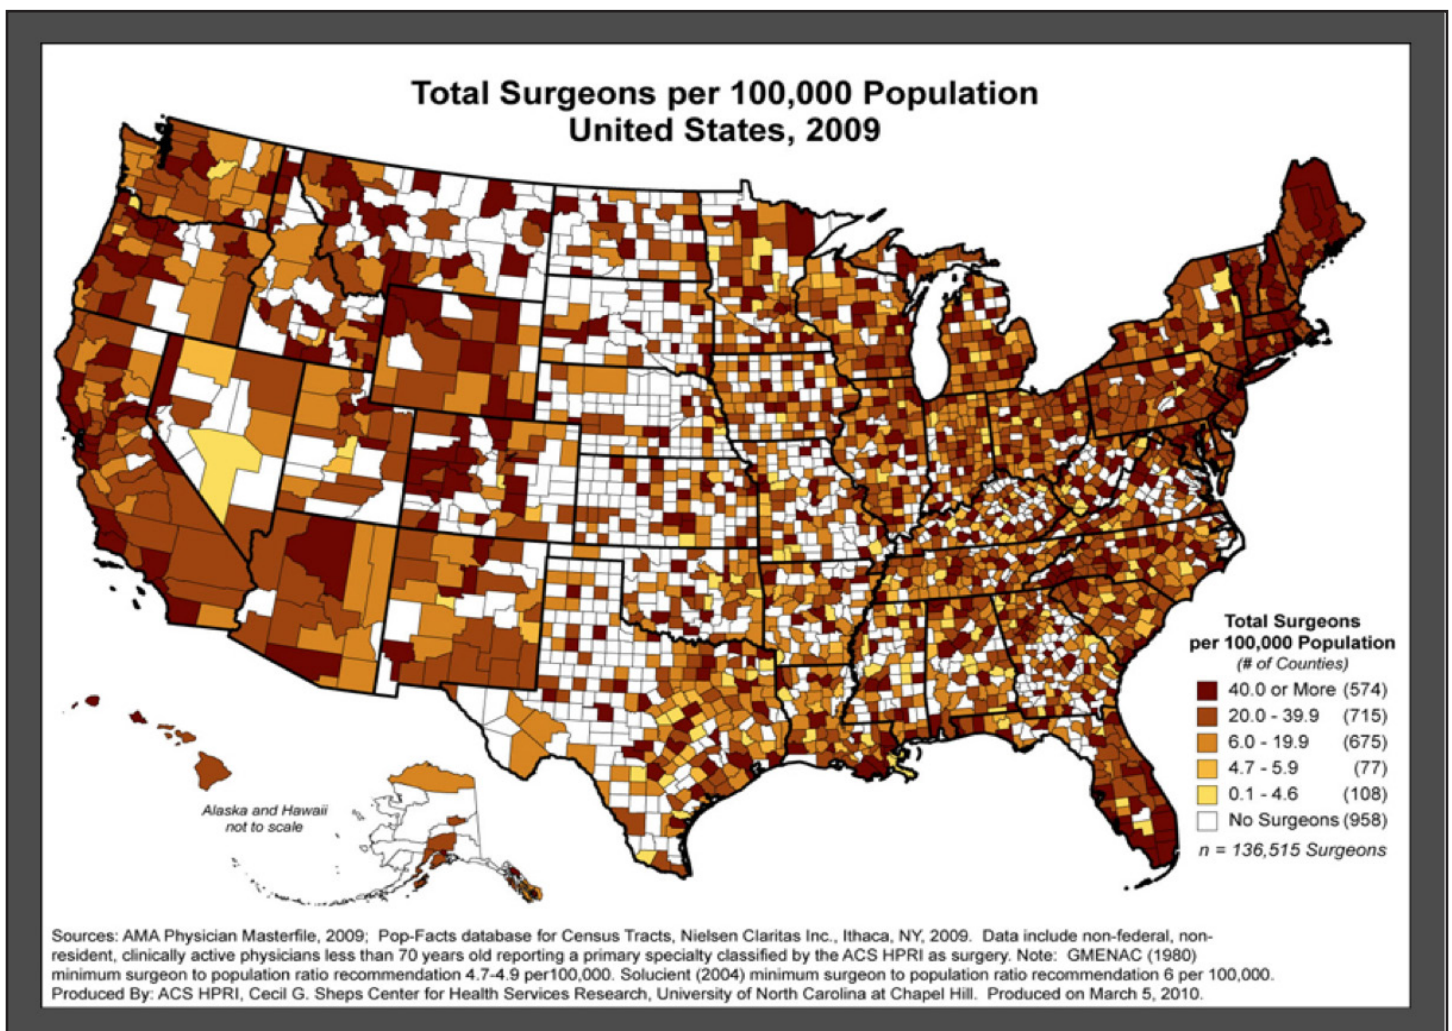 Total Surgeons per 100,000 Population
United States, 2009
Total Surgeons
per 100,000 Population
(# of Counties)
40.0 or More (574)
20.0 - 39.9 (715)
6.0 - 19.9 (675)
4.7 - 5.9 (77)
0.1 - 4.6 (108)
No Surgeons (958)
n = 136,515 Surgeons
Alaska and Hawaii
not to scale
Sources: AMA Physician Masterfile, 2009; Pop-Facts database for Census Tracts, Nielsen Claritas Inc., Ithaca, NY, 2009. Data include non-federal, non-
resident, clinically active physicians less than 70 years old reporting a primary specialty classified by the ACS HPRI as surgery. Note: GMENAC (1980)
minimum surgeon to population ratio recommendation 4.7-4.9 per100,000. Solucient (2004) minimum surgeon to population ratio recommendation 6 per 100,000.
Produced By: ACS HPRI, Cecil G. Sheps Center for Health Services Research, University of North Carolina at Chapel Hill. Produced on March 5, 2010.